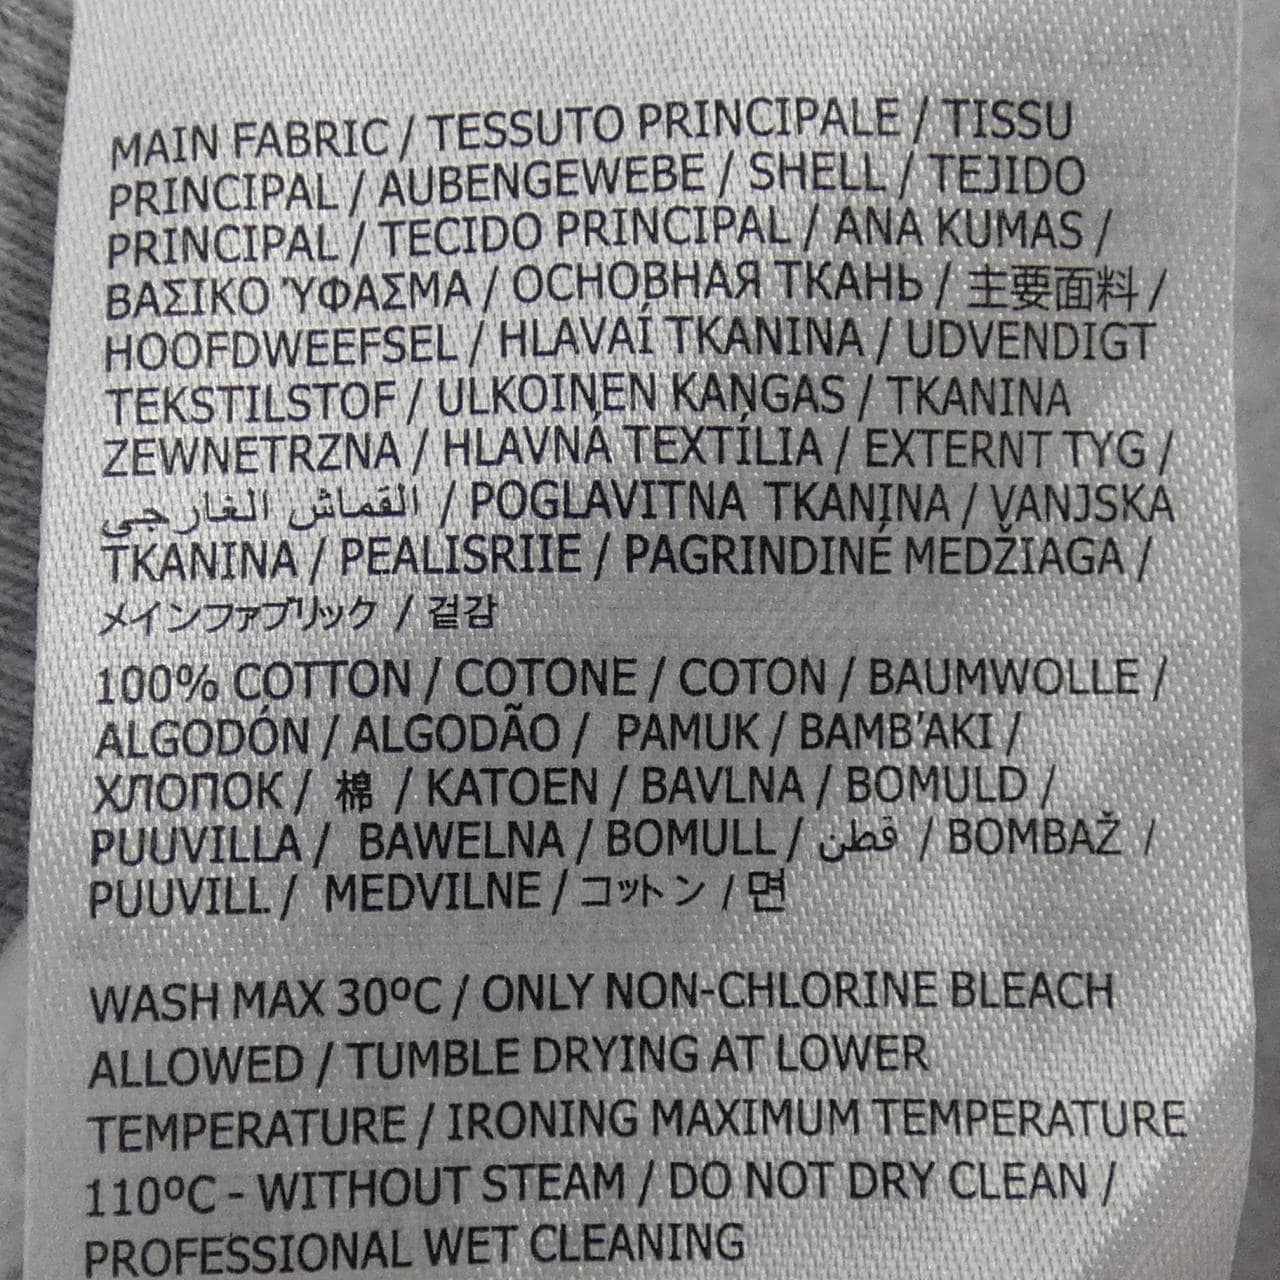 MAIN FABRIC / TESSUTO PRINCIPALE / TISSU
PRINCIPAL / AUBENGEWEBE / SHELL / TEJIDO
PRINCIPAL / TECIDO PRINCIPAL / ANA KUMAS /
ΒΑΣΙΚΟ ΎΦΑΣΜΑ / ОСНОВНАЯ ТКАНЬ / 主要面料 /
HOOFDWEEFSEL / HLAVAÍ TKANINA / UDVENDIGT
TEKSTILSTOF / ULKOINEN KANGAS / TKANINA
ZEWNETRZNA / HLAVNÁ TEXTÍLIA / EXTERNT TYG /
القماش الخارجي / POGLAVITNA TKANINA / VANJSKA
TKANINA / PEALISRIIE / PAGRINDINĖ MEDŽIAGA /
メインファブリック / 겉감
100% COTTON / COTONE / COTON / BAUMWOLLE /
ALGODÓN / ALGODÃO / PAMUK / BAMB'AKI /
ХЛОПОК / 棉 / KATOEN / BAVLNA / BOMULD /
PUUVILLA / BAWELNA / BOMULL / قطن / BOMBAŽ /
PUUVILL / MEDVILNE / コットン / 면
WASH MAX 30ºC / ONLY NON-CHLORINE BLEACH
ALLOWED / TUMBLE DRYING AT LOWER
TEMPERATURE / IRONING MAXIMUM TEMPERATURE
110ºC - WITHOUT STEAM / DO NOT DRY CLEAN /
PROFESSIONAL WET CLEANING